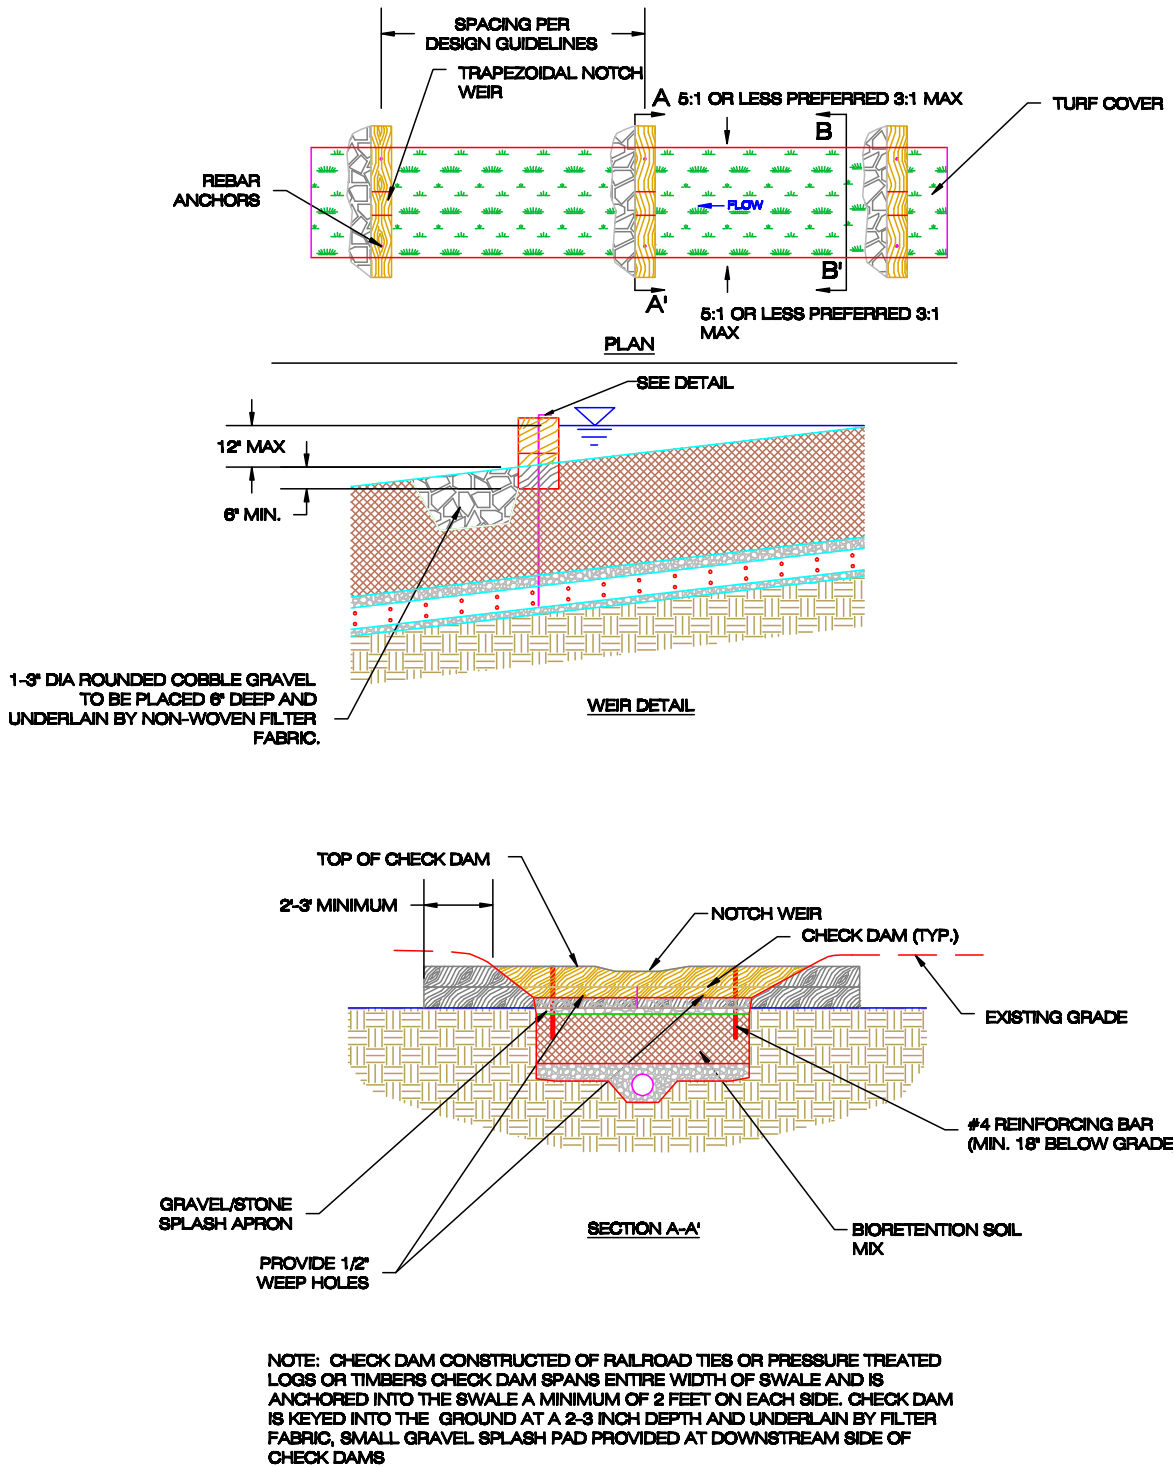 SPACING PER
DESIGN GUIDELINES
TRAPEZOIDAL NOTCH
WEIR
A
5:1 OR LESS PREFERRED 3:1 MAX
B
TURF COVER
REBAR
ANCHORS
FLOW
A'
B'
5:1 OR LESS PREFERRED 3:1
MAX
PLAN
SEE DETAIL
12" MAX
6" MIN.
1-3" DIA ROUNDED COBBLE GRAVEL
TO BE PLACED 6" DEEP AND
UNDERLAIN BY NON-WOVEN FILTER
FABRIC.
WEIR DETAIL
TOP OF CHECK DAM
2'-3' MINIMUM
NOTCH WEIR
CHECK DAM (TYP.)
EXISTING GRADE
#4 REINFORCING BAR
(MIN. 18" BELOW GRADE
GRAVEL/STONE
SPLASH APRON
SECTION A-A'
BIORETENTION SOIL
MIX
PROVIDE 1/2"
WEEP HOLES
NOTE: CHECK DAM CONSTRUCTED OF RAILROAD TIES OR PRESSURE TREATED
LOGS OR TIMBERS CHECK DAM SPANS ENTIRE WIDTH OF SWALE AND IS
ANCHORED INTO THE SWALE A MINIMUM OF 2 FEET ON EACH SIDE. CHECK DAM
IS KEYED INTO THE GROUND AT A 2-3 INCH DEPTH AND UNDERLAIN BY FILTER
FABRIC, SMALL GRAVEL SPLASH PAD PROVIDED AT DOWNSTREAM SIDE OF
CHECK DAMS